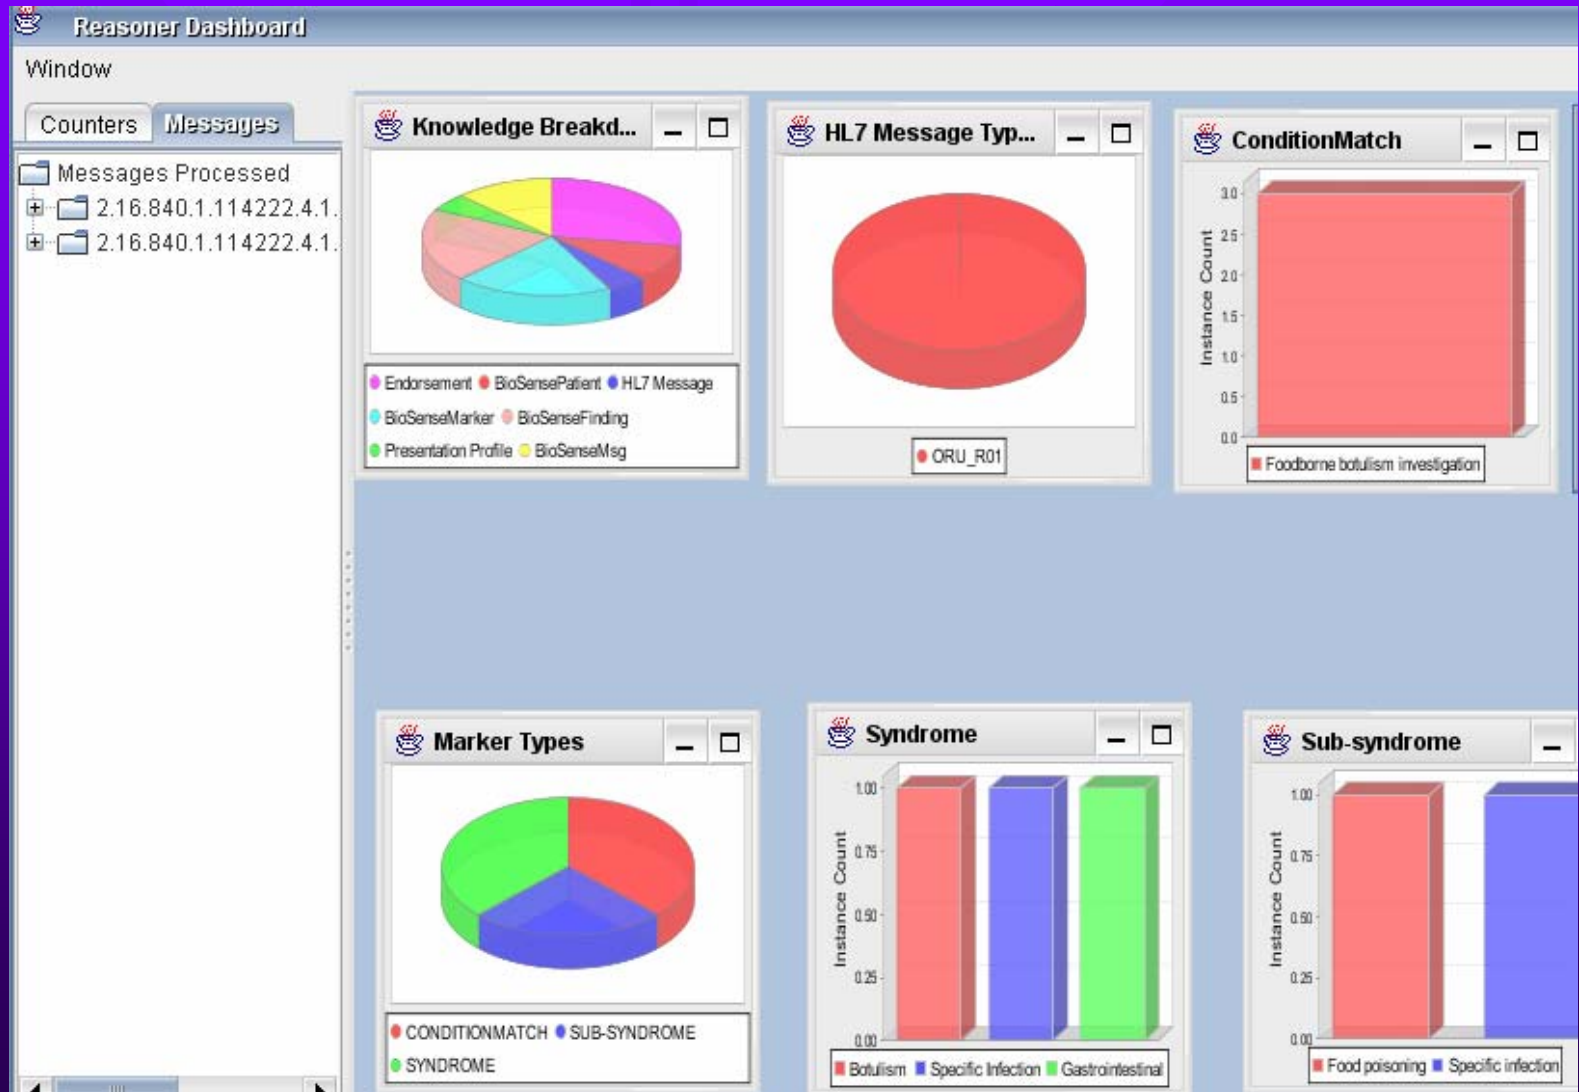 Reasoner Dashboard
Window
Counters Messages
Messages Processed
2.16.840.1.114222.4.1.
2.16.840.1.114222.4.1.
Knowledge Breakd...
Endorsement BioSensePatient HL7 Message
BioSenseMarker BioSenseFinding
Presentation Profile BioSenseMsg
HL7 Message Typ...
ORU_R01
ConditionMatch
Instance Count
3.0
2.5
2.0
1.5
1.0
0.5
0.0
Foodborne botulism investigation
Marker Types
CONDITIONMATCH SUB-SYNDROME
SYNDROME
Syndrome
Instance Count
1.00
0.75
0.50
0.25
0.00
Botulism Specific Infection Gastrointestinal
Sub-syndrome
Instance Count
1.00
0.75
0.50
0.25
0.00
Food poisoning Specific infection